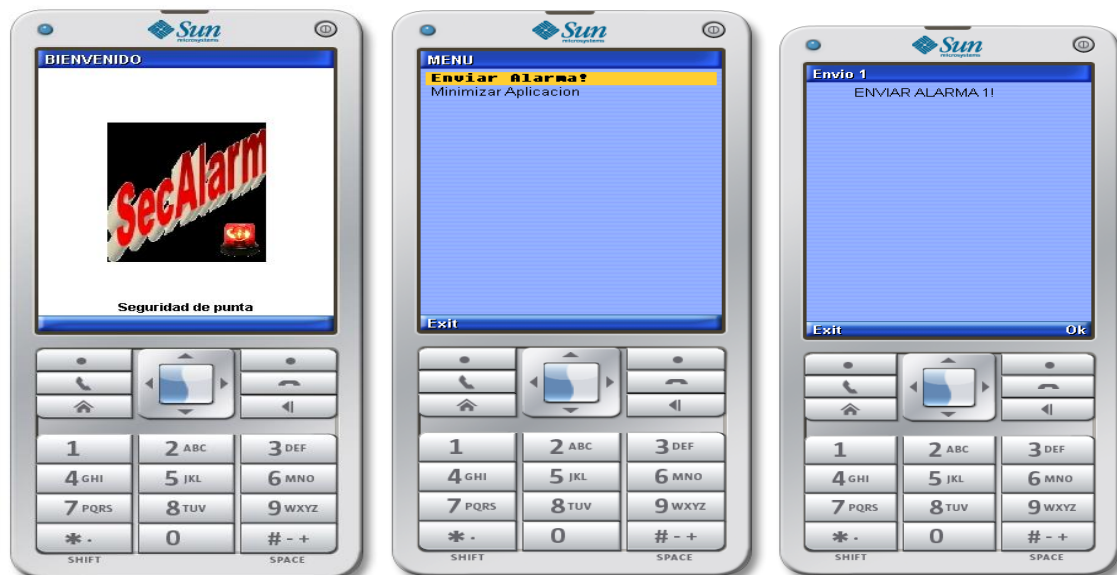 Sun
microsystems
BIENVENIDO
SecAlarm
Seguridad de punta
1
2 ABC
3 DEF
4 GHI
5 JKL
6 MNO
7 PQRS
8 TUV
9 WXYZ
* .
0
# - +
SHIFT
SPACE
Sun
microsystems
MENU
Enviar Alarma!
Minimizar Aplicacion
Exit
1
2 ABC
3 DEF
4 GHI
5 JKL
6 MNO
7 PQRS
8 TUV
9 WXYZ
* .
0
# - +
SHIFT
SPACE
Sun
microsystems
Envio 1
ENVIAR ALARMA 1!
Exit
Ok
1
2 ABC
3 DEF
4 GHI
5 JKL
6 MNO
7 PQRS
8 TUV
9 WXYZ
* .
0
# - +
SHIFT
SPACE